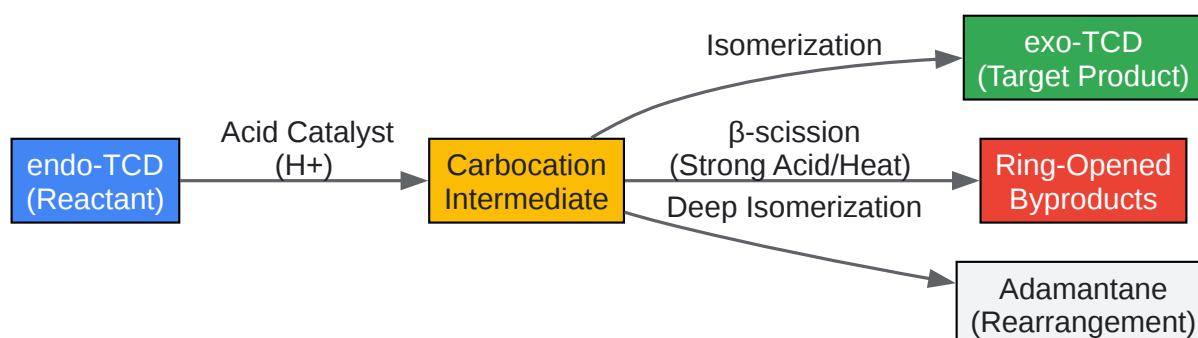 endo-TCD
(Reactant)
Acid Catalyst
(H+)
Carbocation
Intermediate
Isomerization
exo-TCD
(Target Product)
β-scission
(Strong Acid/Heat)
Ring-Opened
Byproducts
Deep Isomerization
Adamantane
(Rearrangement)